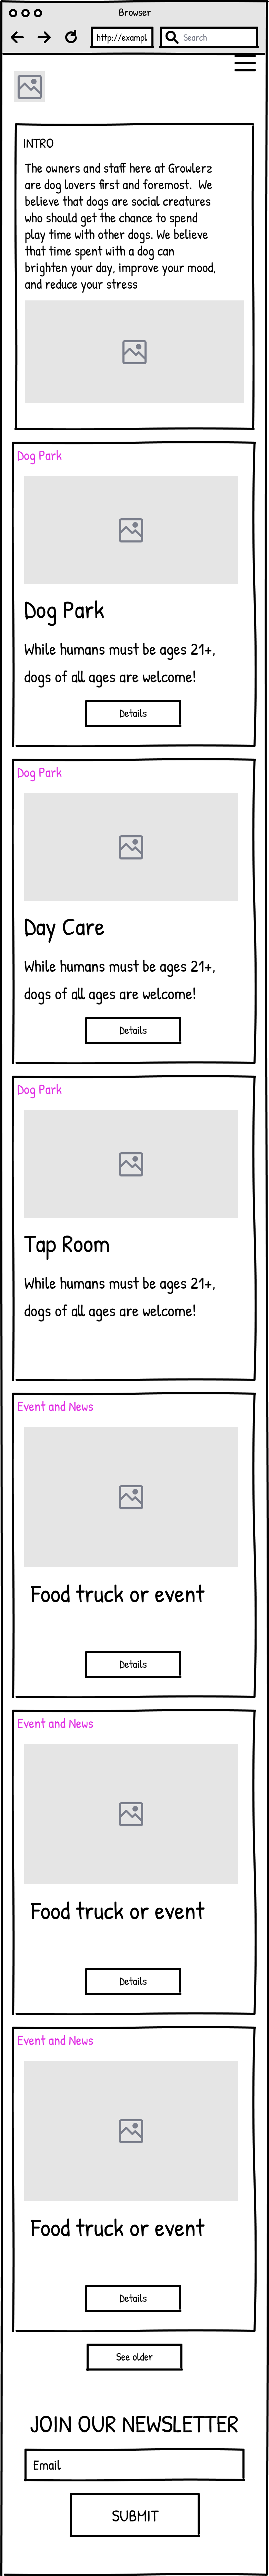 Browser
http://exampl
Search
INTRO
The owners and staff here at Growlerz
are dog lovers first and foremost. We
believe that dogs are social creatures
who should get the chance to spend
play time with other dogs. We believe
that time spent with a dog can
brighten your day, improve your mood,
and reduce your stress
Dog Park
Dog Park
While humans must be ages 21+,
dogs of all ages are welcome!
Details
Dog Park
Day Care
While humans must be ages 21+,
dogs of all ages are welcome!
Details
Dog Park
Tap Room
While humans must be ages 21+,
dogs of all ages are welcome!
Event and News
Food truck or event
Details
Event and News
Food truck or event
Details
Event and News
Food truck or event
Details
See older
JOIN OUR NEWSLETTER
Email
SUBMIT